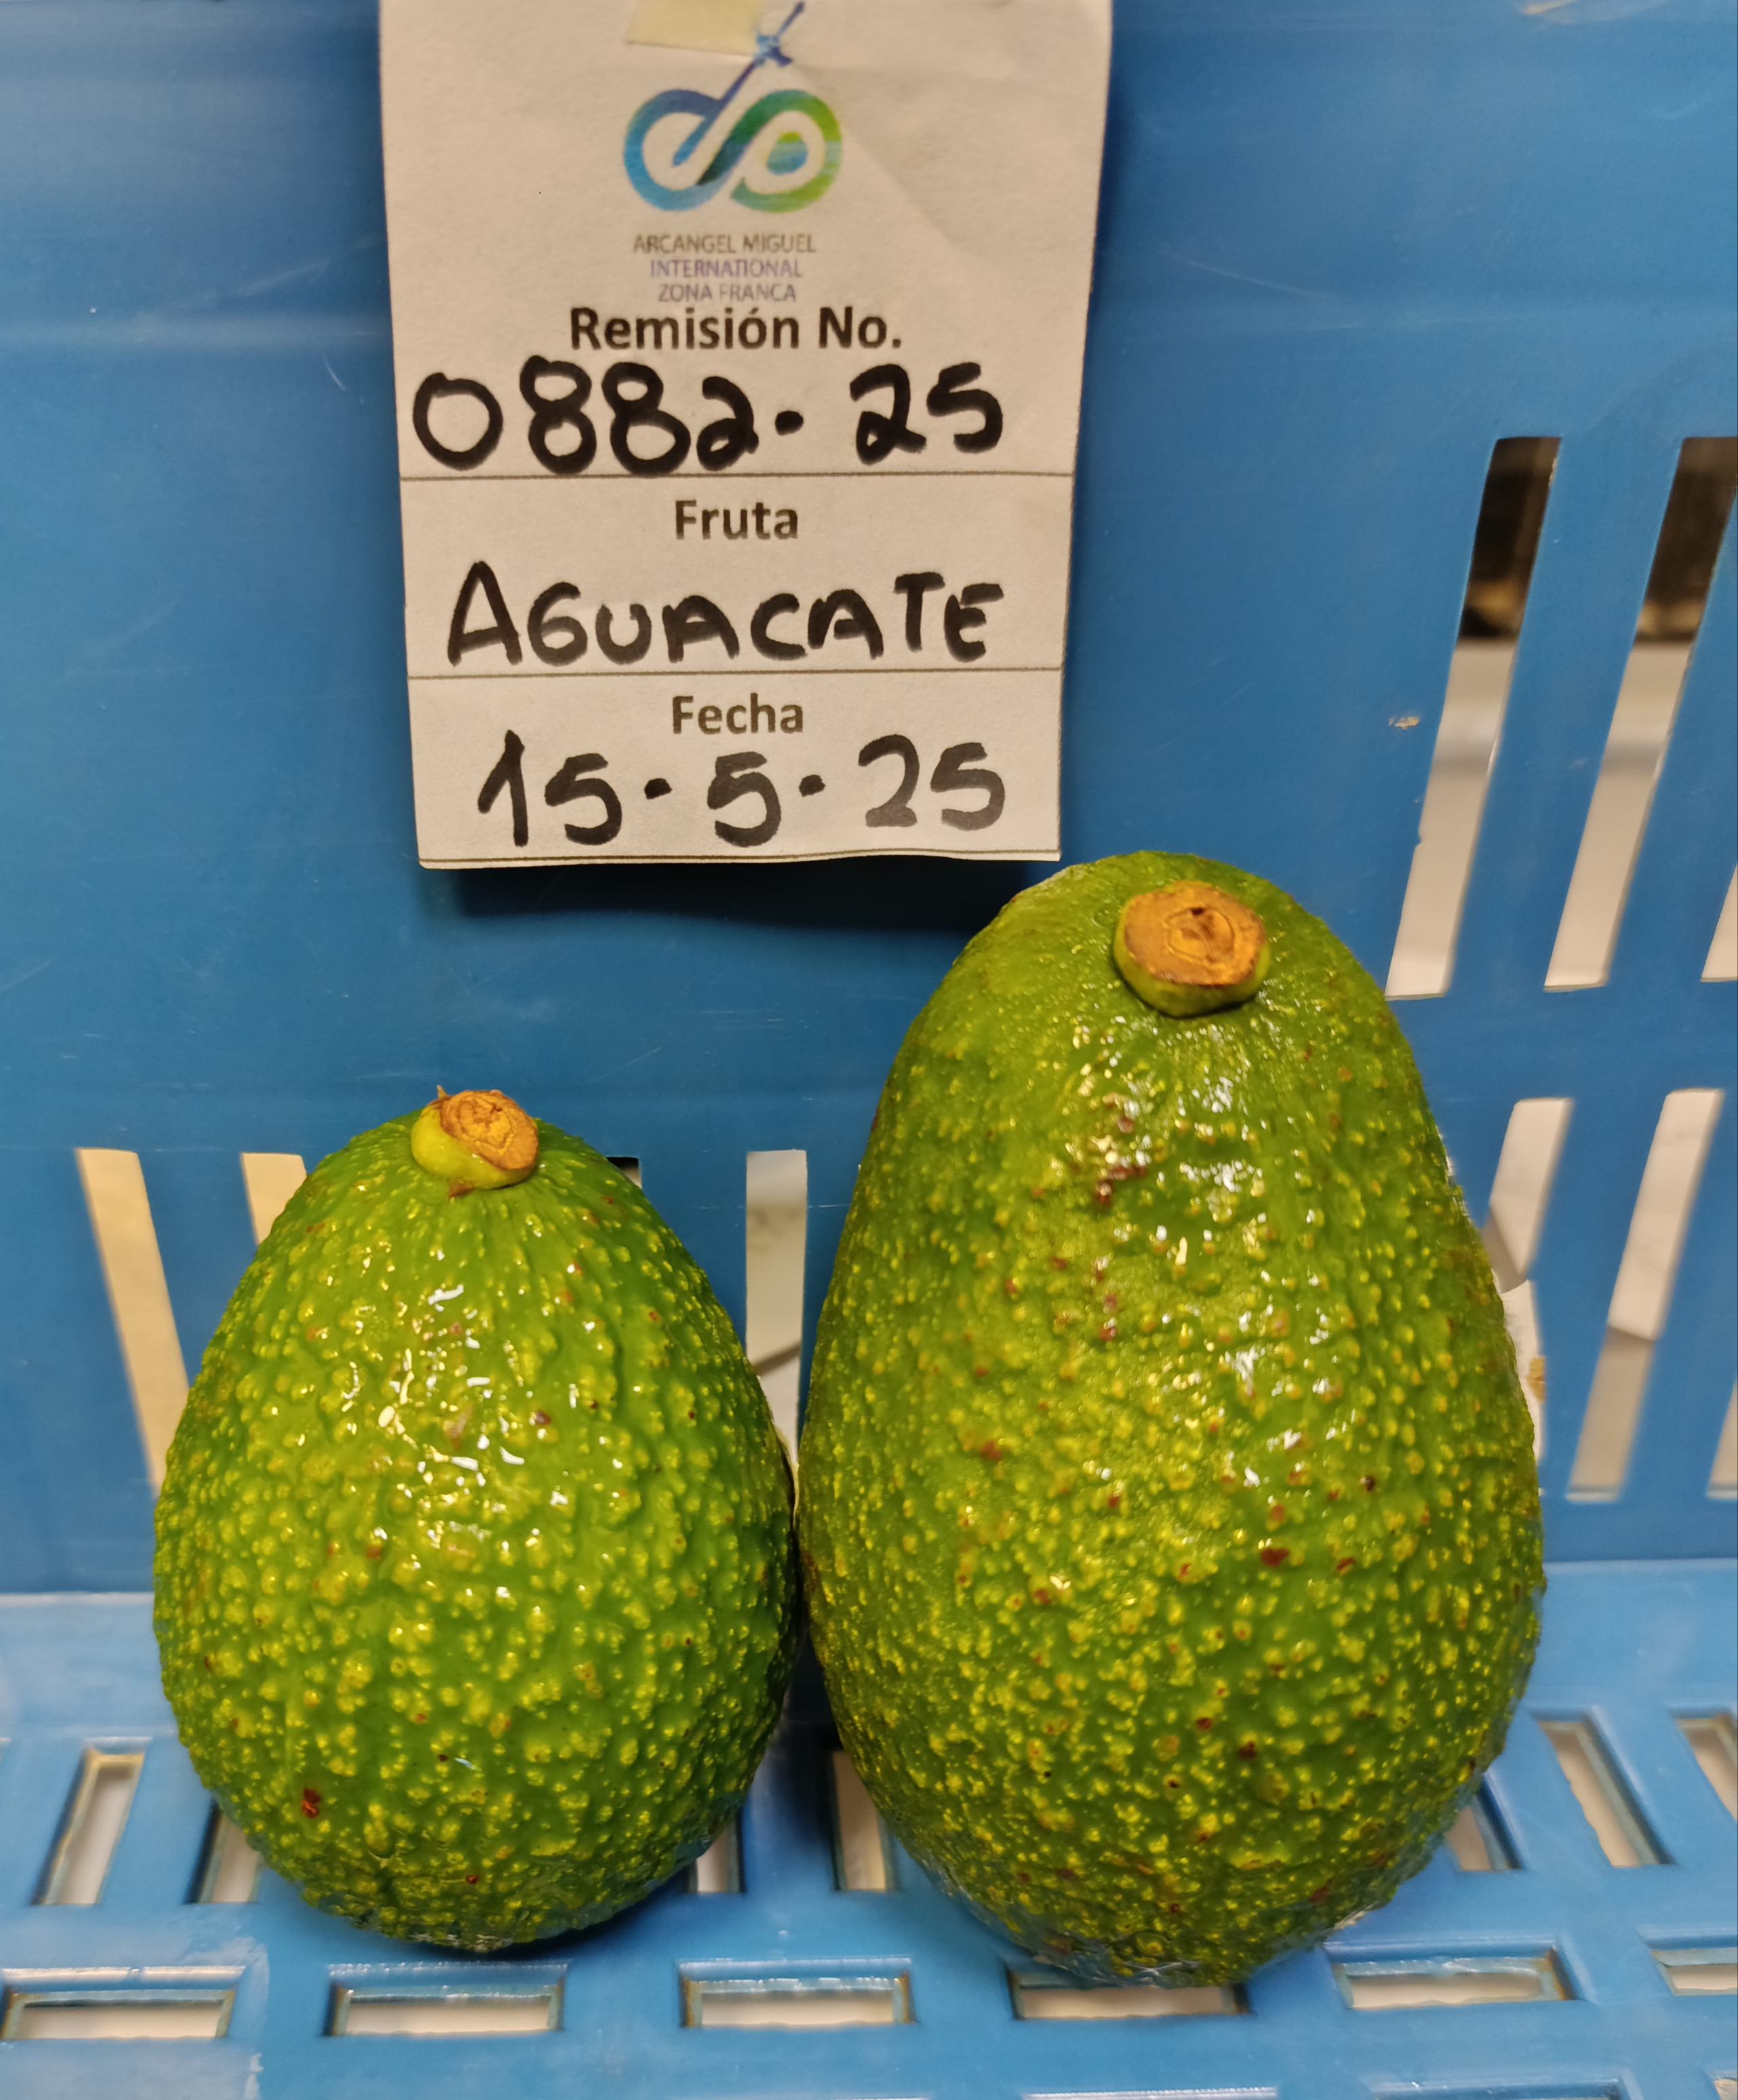 ARCANGEL MIGUEL
INTERNATIONAL
ZONA FRANCA
Remisión No.
0882-25
Fruta
AGUACATE
Fecha
15-5-25